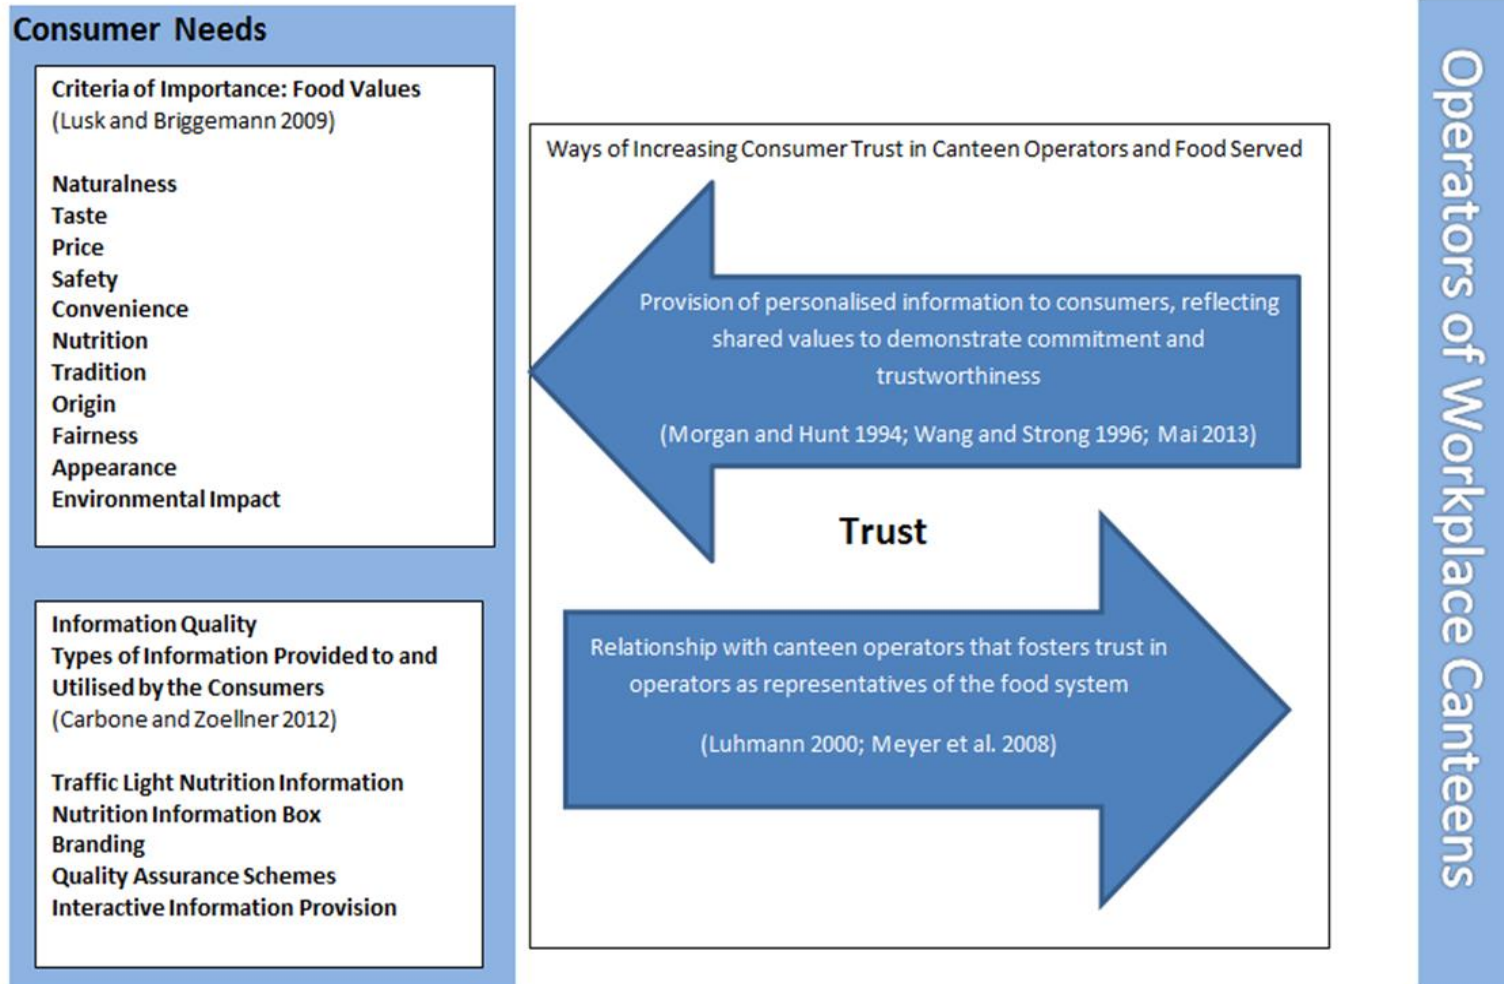 Consumer Needs
Criteria of Importance: Food Values
(Lusk and Briggemann 2009)
Naturalness
Taste
Price
Safety
Convenience
Nutrition
Tradition
Origin
Fairness
Appearance
Environmental Impact
Information Quality
Types of Information Provided to and
Utilised by the Consumers
(Carbone and Zoellner 2012)
Traffic Light Nutrition Information
Nutrition Information Box
Branding
Quality Assurance Schemes
Interactive Information Provision
Ways of Increasing Consumer Trust in Canteen Operators and Food Served
Provision of personalised information to consumers, reflecting
shared values to demonstrate commitment and
trustworthiness
(Morgan and Hunt 1994; Wang and Strong 1996; Mai 2013)
Trust
Relationship with canteen operators that fosters trust in
operators as representatives of the food system
(Luhmann 2000; Meyer et al. 2008)
Operators of Workplace Canteens